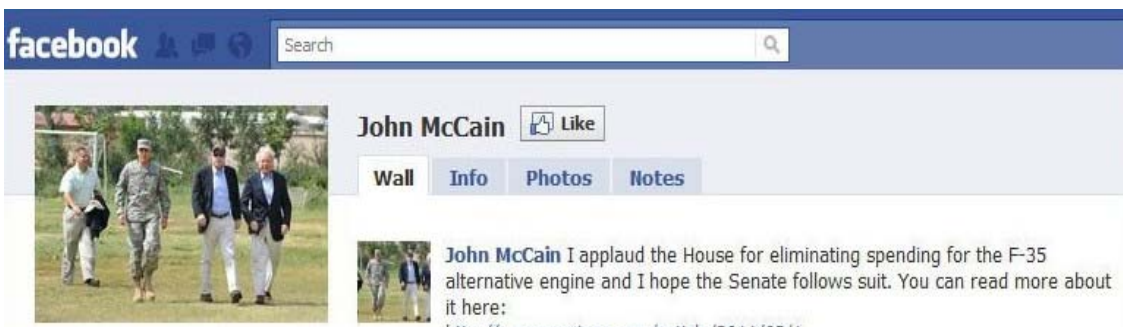 facebook
Search
John McCain Like
Wall Info Photos Notes
John McCain I applaud the House for eliminating spending for the F-35
alternative engine and I hope the Senate follows suit. You can read more about
it here: